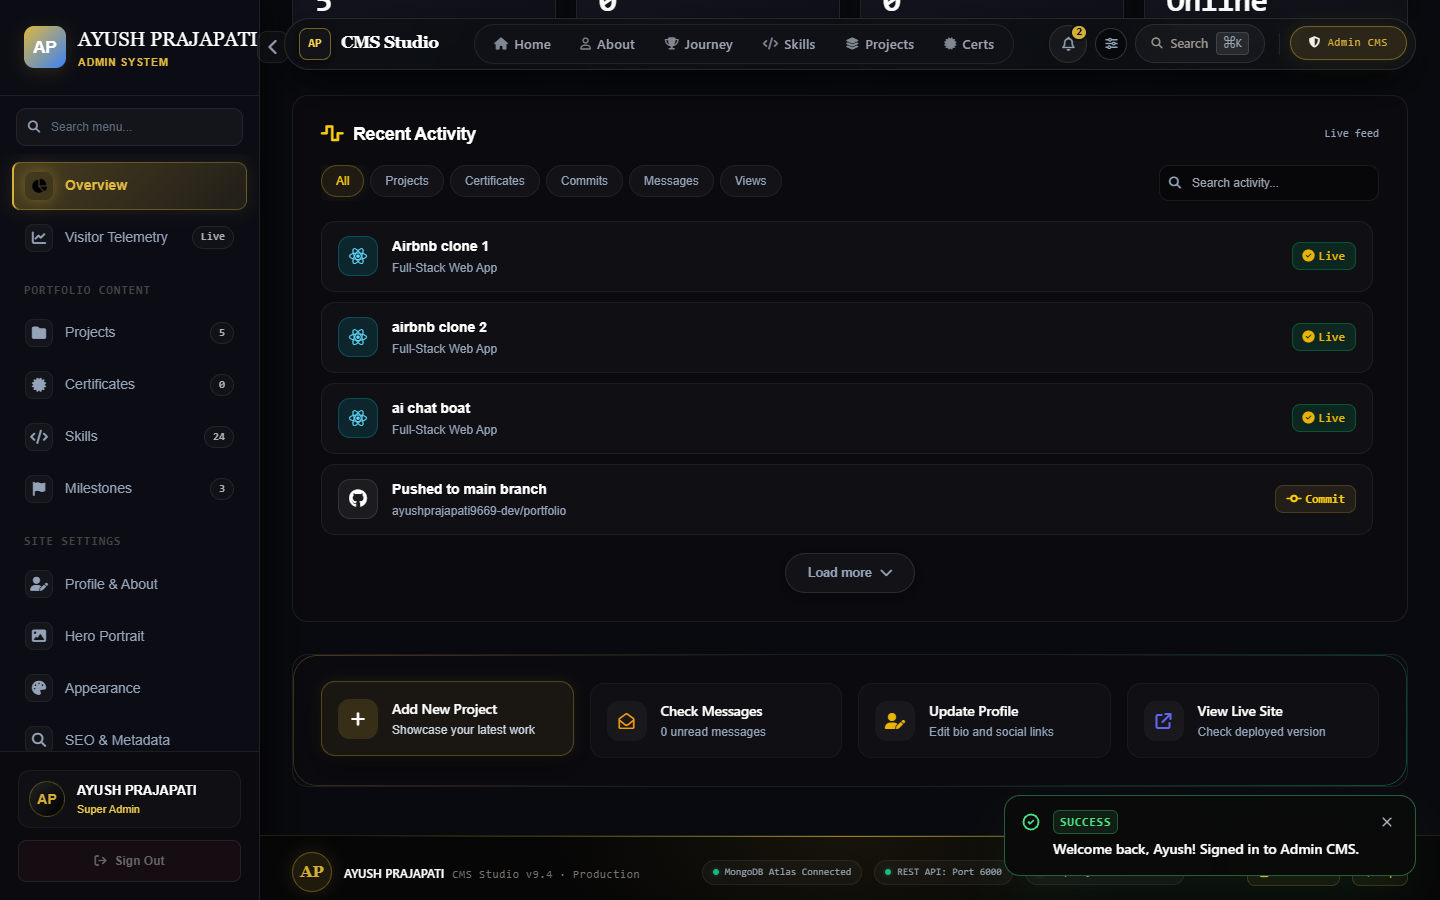 AP
AYUSH PRAJAPATI
ADMIN SYSTEM
Search menu...
Overview
Visitor Telemetry
Live
PORTFOLIO CONTENT
Projects
5
Certificates
0
Skills
24
Milestones
3
SITE SETTINGS
Profile & About
Hero Portrait
Appearance
SEO & Metadata
AP
AYUSH PRAJAPATI
Super Admin
Sign Out
5
0
0
Online
AP
CMS Studio
Home
About
Journey
Skills
Projects
Certs
2
Search
⌘K
Admin CMS
Recent Activity
Live feed
All
Projects
Certificates
Commits
Messages
Views
Search activity...
Airbnb clone 1
Full-Stack Web App
Live
airbnb clone 2
Full-Stack Web App
Live
ai chat boat
Full-Stack Web App
Live
Pushed to main branch
ayushprajapati9669-dev/portfolio
Commit
Load more
Add New Project
Showcase your latest work
Check Messages
0 unread messages
Update Profile
Edit bio and social links
View Live Site
Check deployed version
SUCCESS
Welcome back, Ayush! Signed in to Admin CMS.
AP
AYUSH PRAJAPATI
CMS Studio v9.4 · Production
MongoDB Atlas Connected
REST API: Port 6000